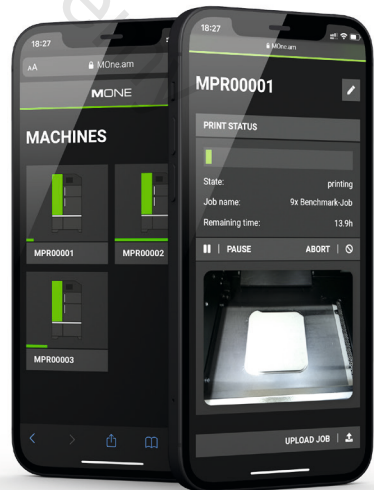 18:27
AA MOne.am
MONE
MACHINES
MPR00001
MPR00002
MPR00003
18:27
MOne.am
MPR00001
PRINT STATUS
State: printing
Job name: 9x Benchmark-Job
Remaining time: 13.9h
PAUSE ABORT
UPLOAD JOB